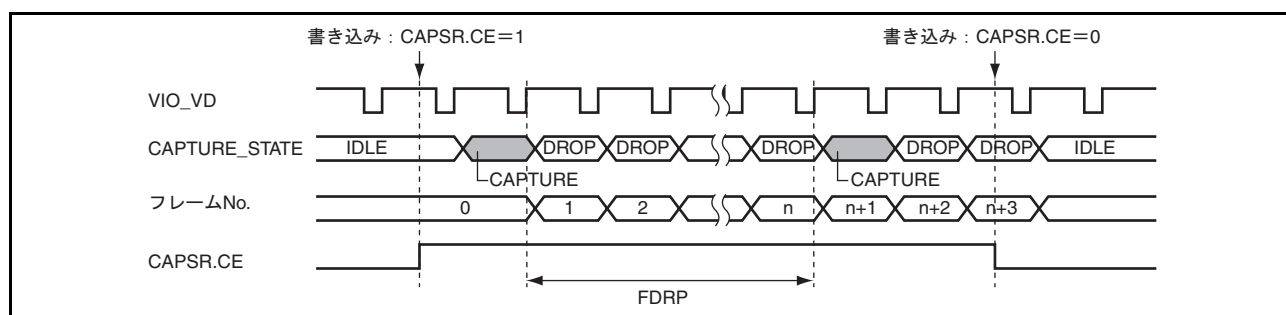 書き込み：CAPSR.CE＝1 書き込み：CAPSR.CE＝0
VIO_VD
CAPTURE_STATE IDLE DROP DROP DROP DROP DROP IDLE
CAPTURE CAPTURE
フレームNo. 0 1 2 n n+1 n+2 n+3
CAPSR.CE
FDRP